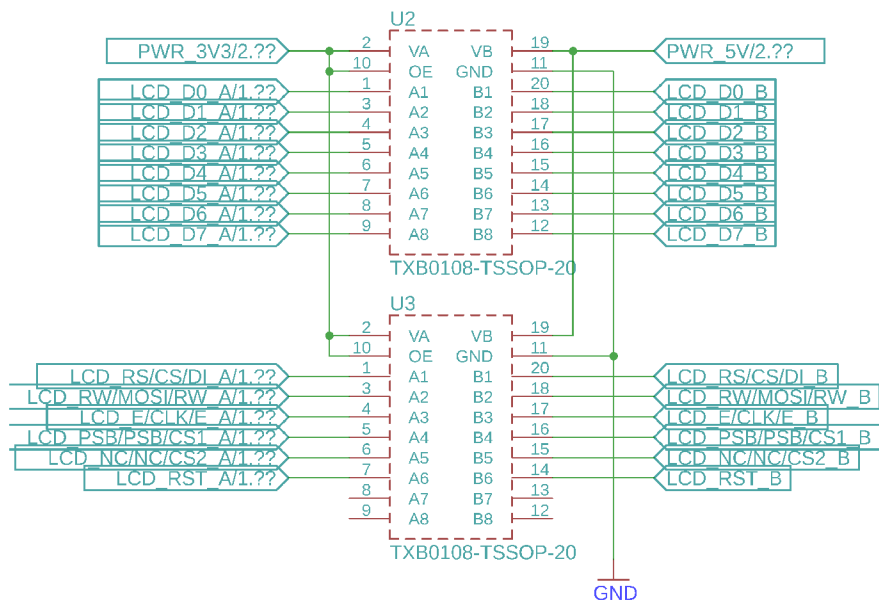 U2
PWR_3V3/2.?? 2 VA VB 19 PWR_5V/2.??
10 OE GND 11
LCD_D0_A/1.?? 1 A1 B1 20 LCD_D0_B
LCD_D1_A/1.?? 3 A2 B2 18 LCD_D1_B
LCD_D2_A/1.?? 4 A3 B3 17 LCD_D2_B
LCD_D3_A/1.?? 5 A4 B4 16 LCD_D3_B
LCD_D4_A/1.?? 6 A5 B5 15 LCD_D4_B
LCD_D5_A/1.?? 7 A6 B6 14 LCD_D5_B
LCD_D6_A/1.?? 8 A7 B7 13 LCD_D6_B
LCD_D7_A/1.?? 9 A8 B8 12 LCD_D7_B
TXB0108-TSSOP-20
U3
2 VA VB 19
10 OE GND 11
LCD_RS/CS/DI_A/1.?? 1 A1 B1 20 LCD_RS/CS/DI_B
LCD_RW/MOSI/RW_A/1.?? 3 A2 B2 18 LCD_RW/MOSI/RW_B
LCD_E/CLK/E_A/1.?? 4 A3 B3 17 LCD_E/CLK/E_B
LCD_PSB/PSB/CS1_A/1.?? 5 A4 B4 16 LCD_PSB/PSB/CS1_B
LCD_NC/NC/CS2_A/1.?? 6 A5 B5 15 LCD_NC/NC/CS2_B
LCD_RST_A/1.?? 7 A6 B6 14 LCD_RST_B
8 A7 B7 13
9 A8 B8 12
TXB0108-TSSOP-20
GND